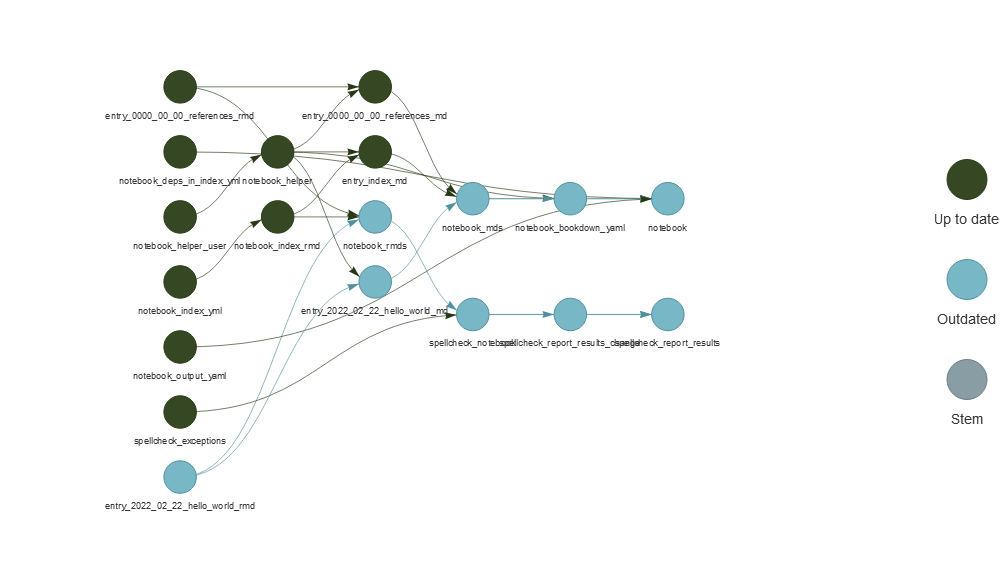 entry_0000_00_00_references_rmd
entry_0000_00_00_references_md
notebook_deps_in_index_yml
notebook_helper
entry_index_md
notebook_helper_user
notebook_index_rmd
notebook_rmds
notebook_mds
notebook_bookdown_yaml
notebook
notebook_index_yml
entry_2022_02_22_hello_world_md
notebook_output_yaml
spellcheck_notebook
spellcheck_report_results_change
spellcheck_report_results
spellcheck_exceptions
entry_2022_02_22_hello_world_rmd
Up to date
Outdated
Stem